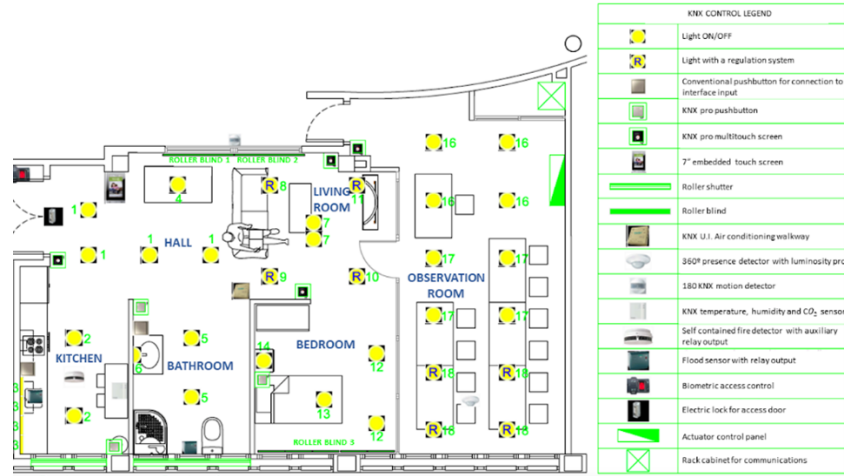 KNX CONTROL LEGEND
Light ON/OFF
R
Light with a regulation system
Conventional pushbutton for connection to
interface input
KNX pro pushbutton
KNX pro multitouch screen
7" embedded touch screen
Roller shutter
Roller blind
KNX U.I. Air conditioning walkway
360º presence detector with luminosity pro
180 KNX motion detector
KNX temperature, humidity and CO2 sensor
Self contained fire detector with auxiliary
relay output
Flood sensor with relay output
Biometric access control
Electric lock for access door
Actuator control panel
Rack cabinet for communications
ROLLER BLIND 1 ROLLER BLIND 2
16 16
4
R 8
LIVING
ROOM
R 11
16 16
1
7
7
HALL
1 1 1
17 17
R 9
R 10
OBSERVATION
ROOM
R 17 R 17
2
KITCHEN
5
BATHROOM
6
BEDROOM
14
12
R 18 R 18
3
3
3
2
5
13
12
R 18 R 18
ROLLER BLIND 3